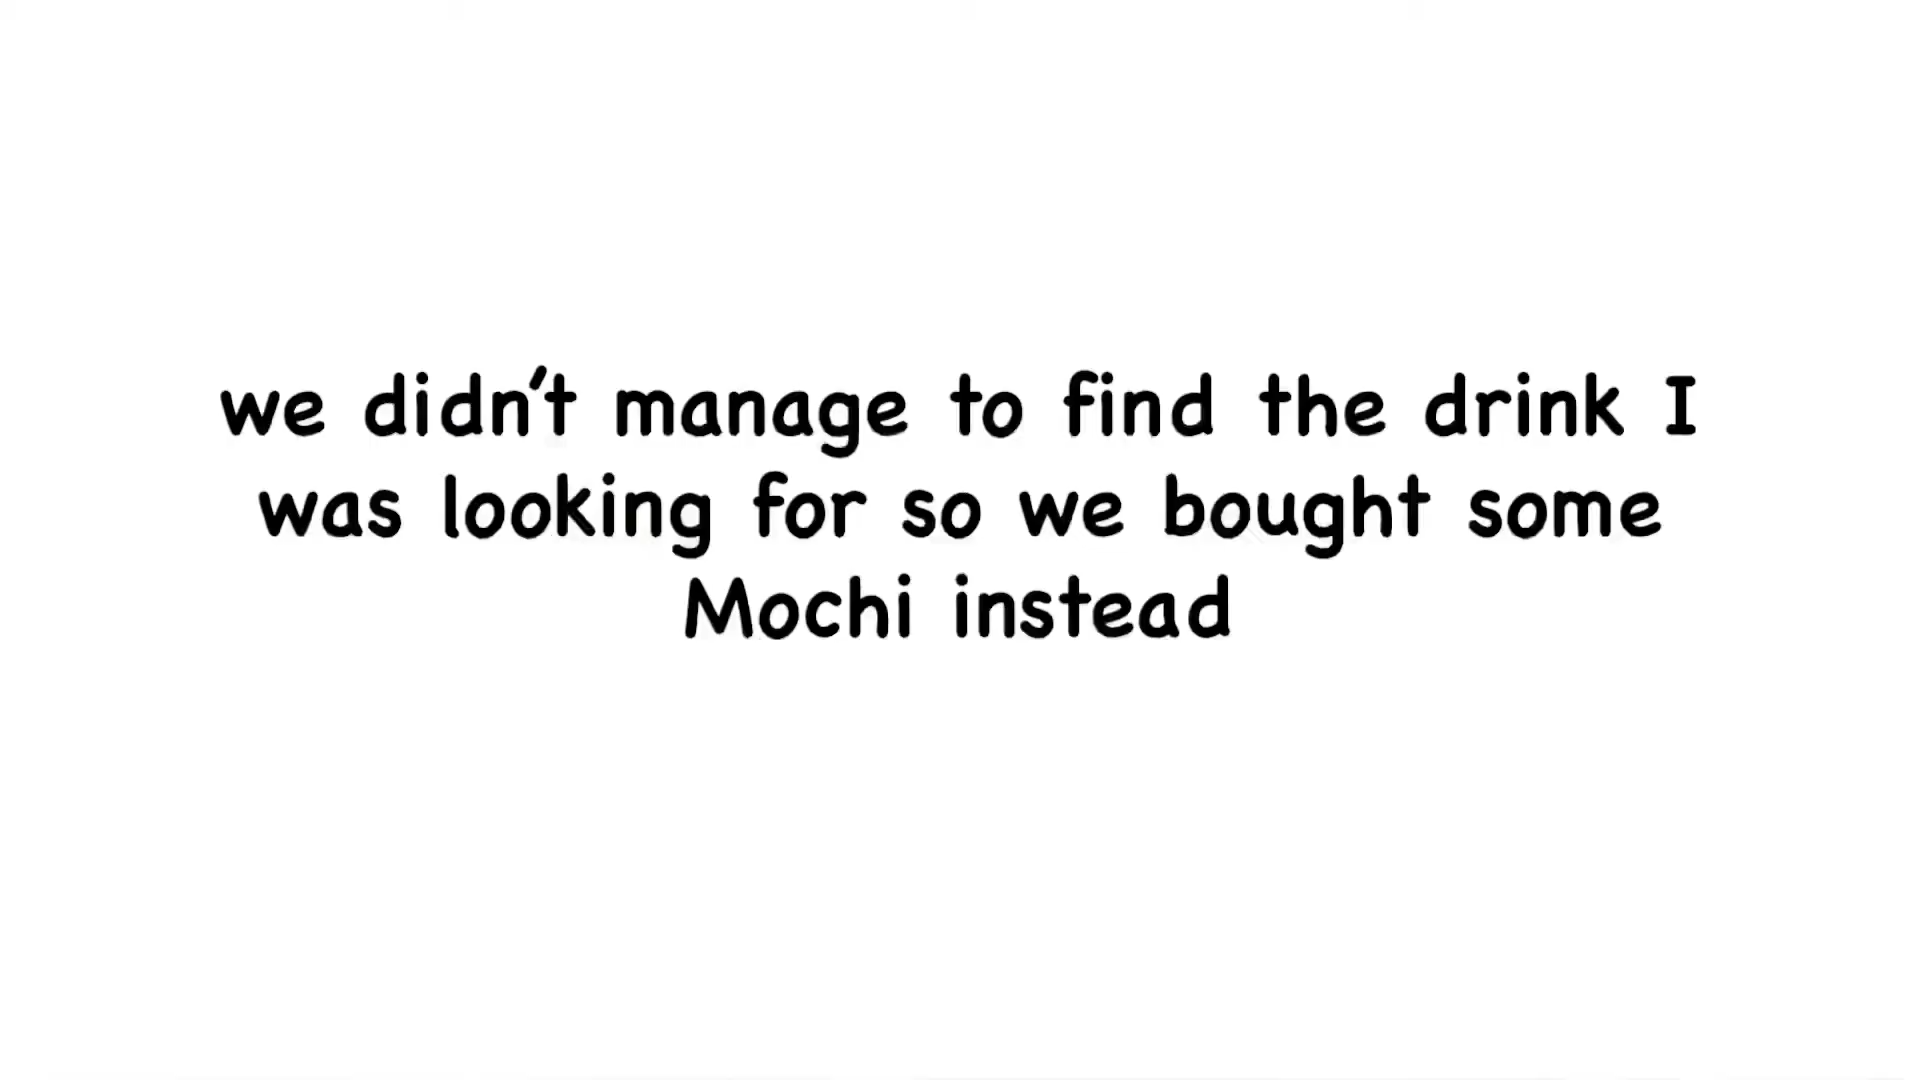 we didn't manage to find the drink I
was looking for so we bought some
Mochi instead